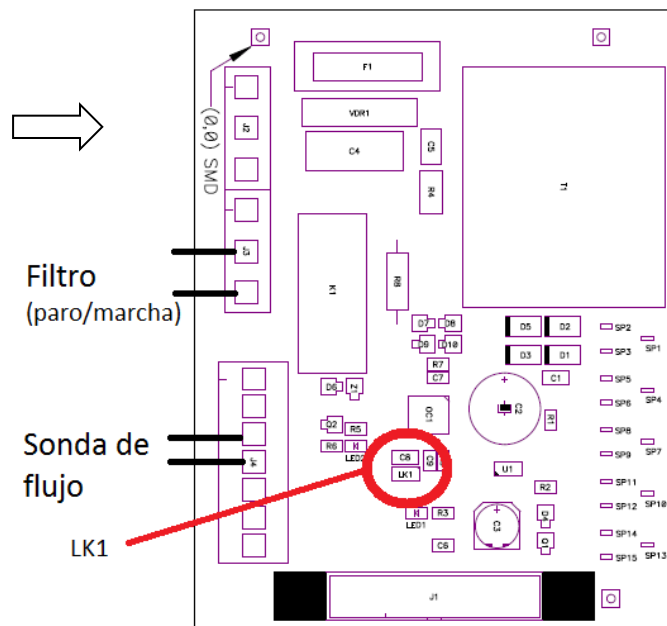 F1
VDR1
C4
C5
R4
T1
J2
(0,0) SMD
J3
Filtro
(paro/marcha)
K1
R8
D7
D8
D9
D10
D5
D2
D3
D1
SP2
SP1
SP3
R7
C7
C1
SP5
SP4
SP6
D6
Z1
OC1
C2
R1
Q2
R5
SP8
SP7
R6
LED2
SP9
Sonda de
flujo
J4
C8
C9
LK1
U1
SP11
R2
SP10
SP12
LK1
LED1
R3
C3
D4
SP14
C6
Q1
SP13
SP15
J1